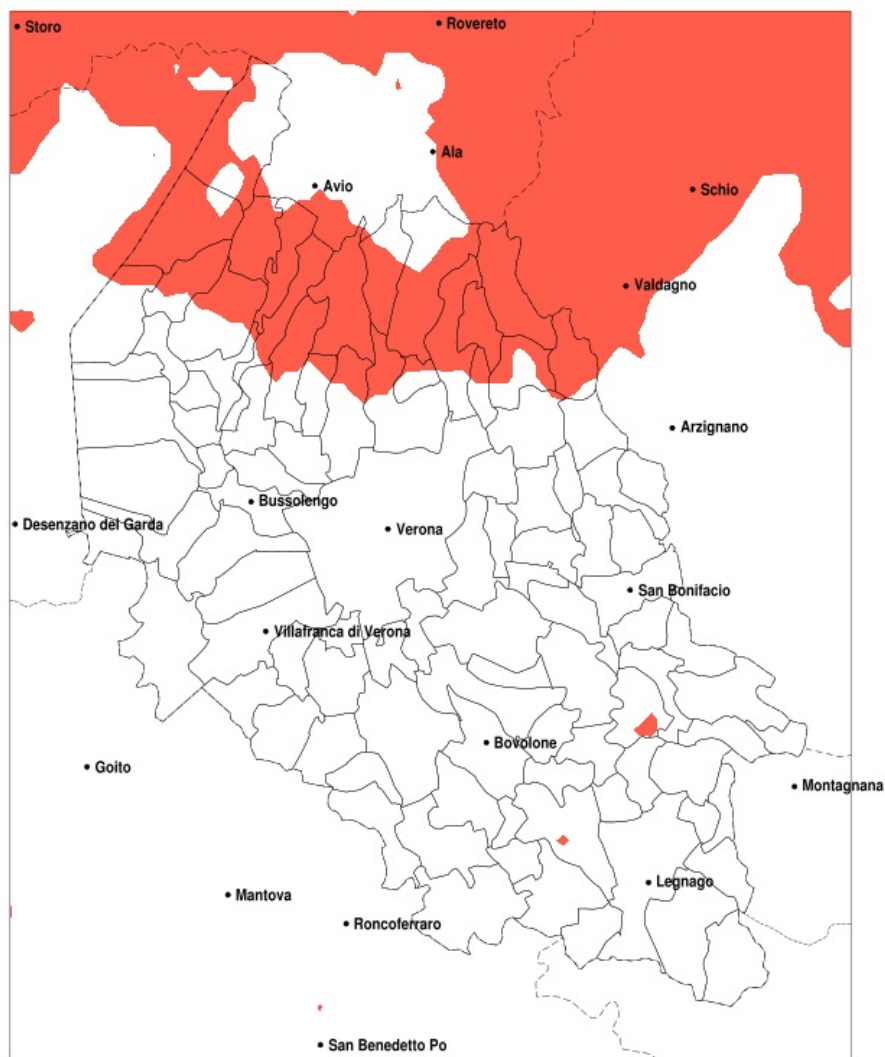 Storo
Rovereto
Ala
Avio
Schio
Valdagno
Arzignano
Bussolengo
Desenzano del Garda
Verona
San Bonifacio
Villafranca di Verona
Bovolone
Goito
Montagnana
Legnago
Mantova
Roncoferraro
San Benedetto Po